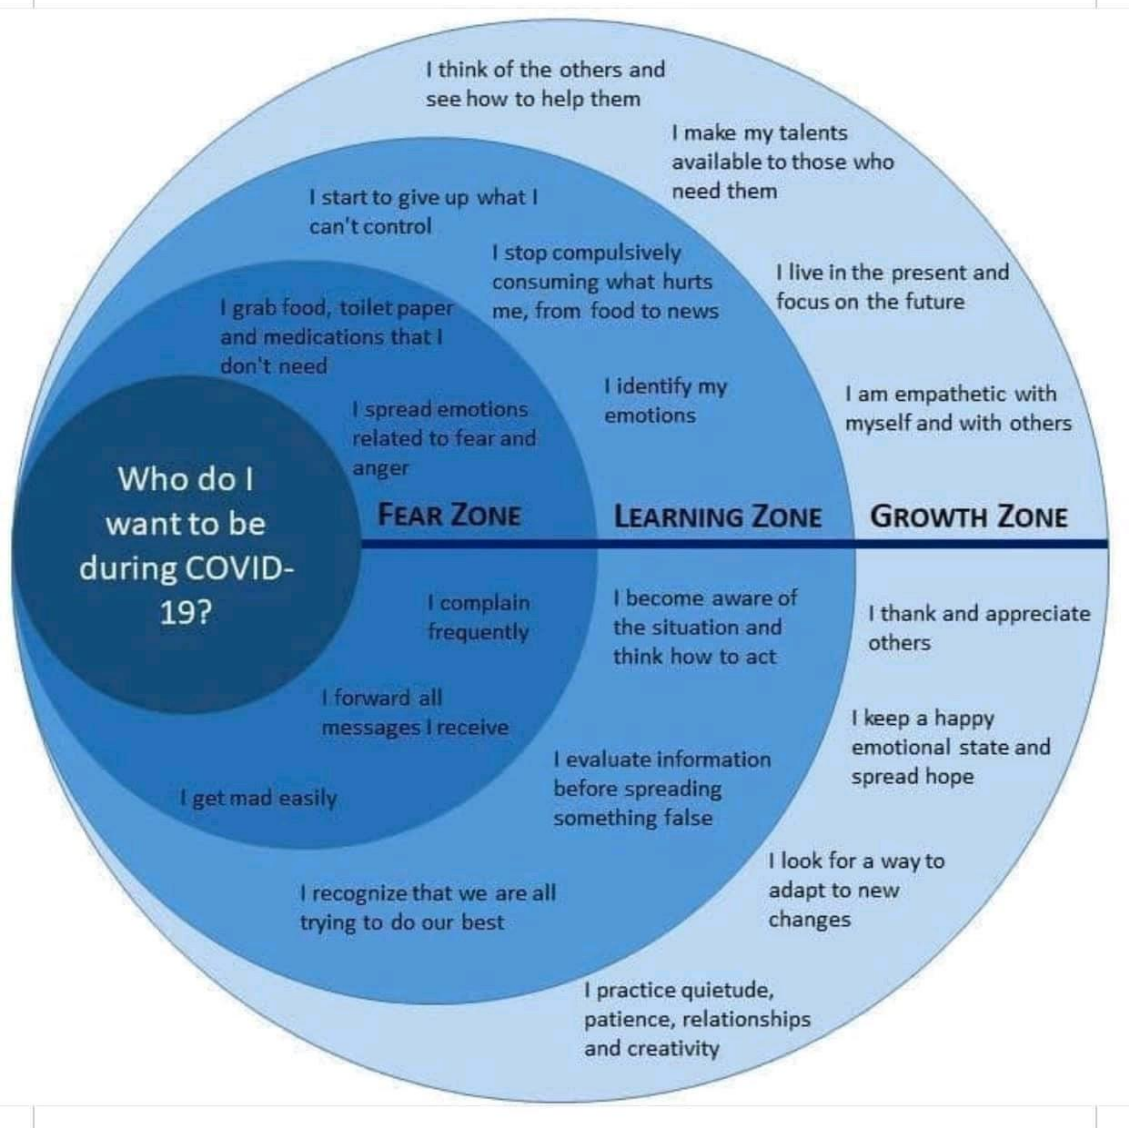 I think of the others and
see how to help them
I make my talents
available to those who
need them
I start to give up what I
can't control
I stop compulsively
consuming what hurts
me, from food to news
I live in the present and
focus on the future
I grab food, toilet paper
and medications that I
don't need
I identify my
emotions
I am empathetic with
myself and with others
I spread emotions
related to fear and
anger
Who do I
want to be
during COVID-
19?
FEAR ZONE
LEARNING ZONE
GROWTH ZONE
I complain
frequently
I become aware of
the situation and
think how to act
I thank and appreciate
others
I forward all
messages I receive
I keep a happy
emotional state and
spread hope
I evaluate information
before spreading
something false
I get mad easily
I look for a way to
adapt to new
changes
I recognize that we are all
trying to do our best
I practice quietude,
patience, relationships
and creativity